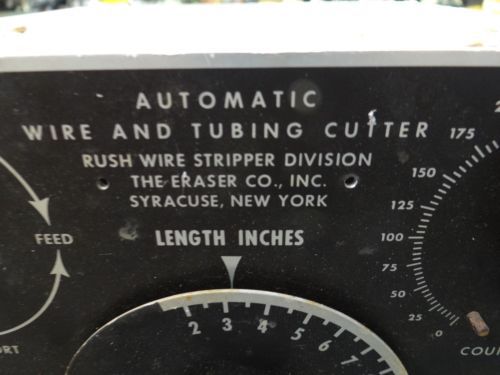 AUTOMATIC
WIRE AND TUBING CUTTER
RUSH WIRE STRIPPER DIVISION
THE ERASER CO., INC.
SYRACUSE, NEW YORK
FEED
LENGTH INCHES
2 3 4 5 6 7
175
150
125
100
75
50
25
0